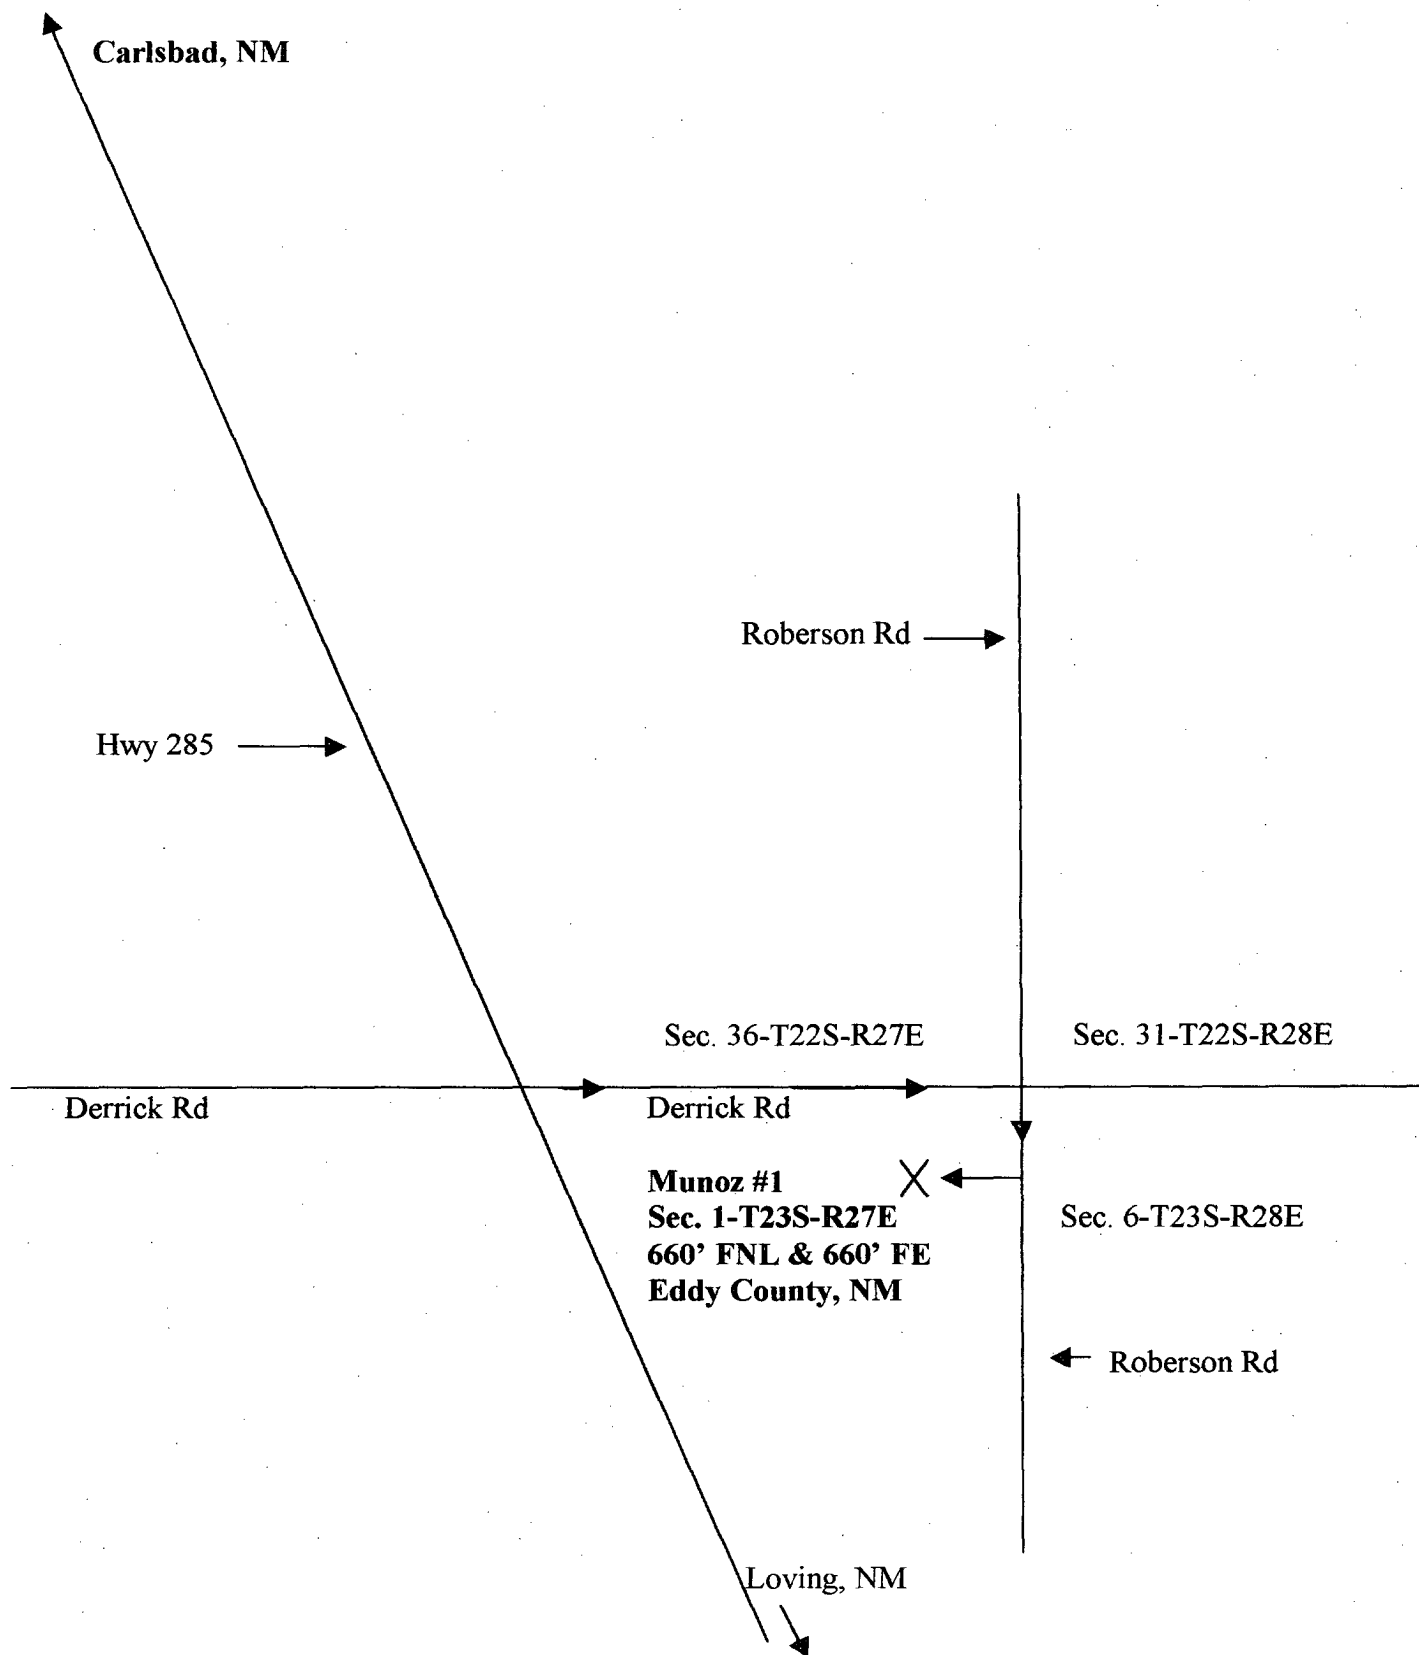 Carlsbad, NM
Roberson Rd
Hwy 285
Sec. 36-T22S-R27E
Sec. 31-T22S-R28E
Derrick Rd
Derrick Rd
Munoz #1
Sec. 1-T23S-R27E
660’ FNL & 660’ FE
Eddy County, NM
Sec. 6-T23S-R28E
Roberson Rd
Loving, NM